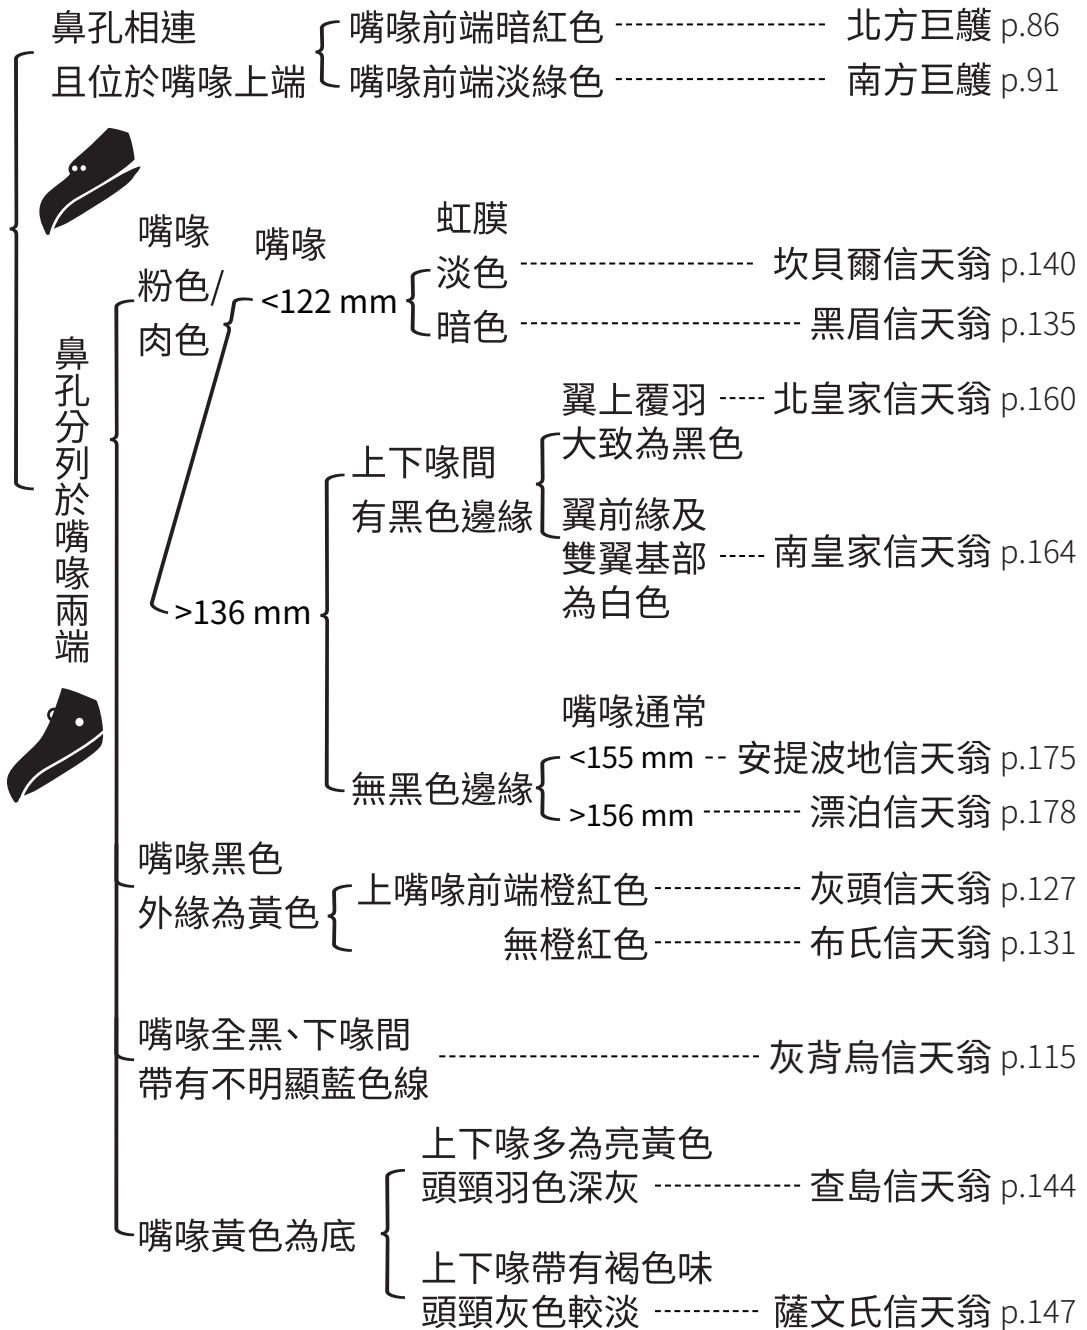 鼻孔相連
且位於嘴喙上端
嘴喙前端暗紅色
北方巨鸌 p.86
嘴喙前端淡綠色
南方巨鸌 p.91
鼻孔分列於嘴喙兩端
嘴喙
粉色/
肉色
嘴喙
<122 mm
虹膜
淡色
坎貝爾信天翁 p.140
暗色
黑眉信天翁 p.135
>136 mm
上下喙間
有黑色邊緣
翼上覆羽
大致為黑色
北皇家信天翁 p.160
翼前緣及
雙翼基部
為白色
南皇家信天翁 p.164
無黑色邊緣
嘴喙通常
<155 mm
安提波地信天翁 p.175
>156 mm
漂泊信天翁 p.178
嘴喙黑色
外緣為黃色
上嘴喙前端橙紅色
灰頭信天翁 p.127
無橙紅色
布氏信天翁 p.131
嘴喙全黑、下喙間
帶有不明顯藍色線
灰背烏信天翁 p.115
嘴喙黃色為底
上下喙多為亮黃色
頭頸羽色深灰
查島信天翁 p.144
上下喙帶有褐色味
頭頸灰色較淡
薩文氏信天翁 p.147